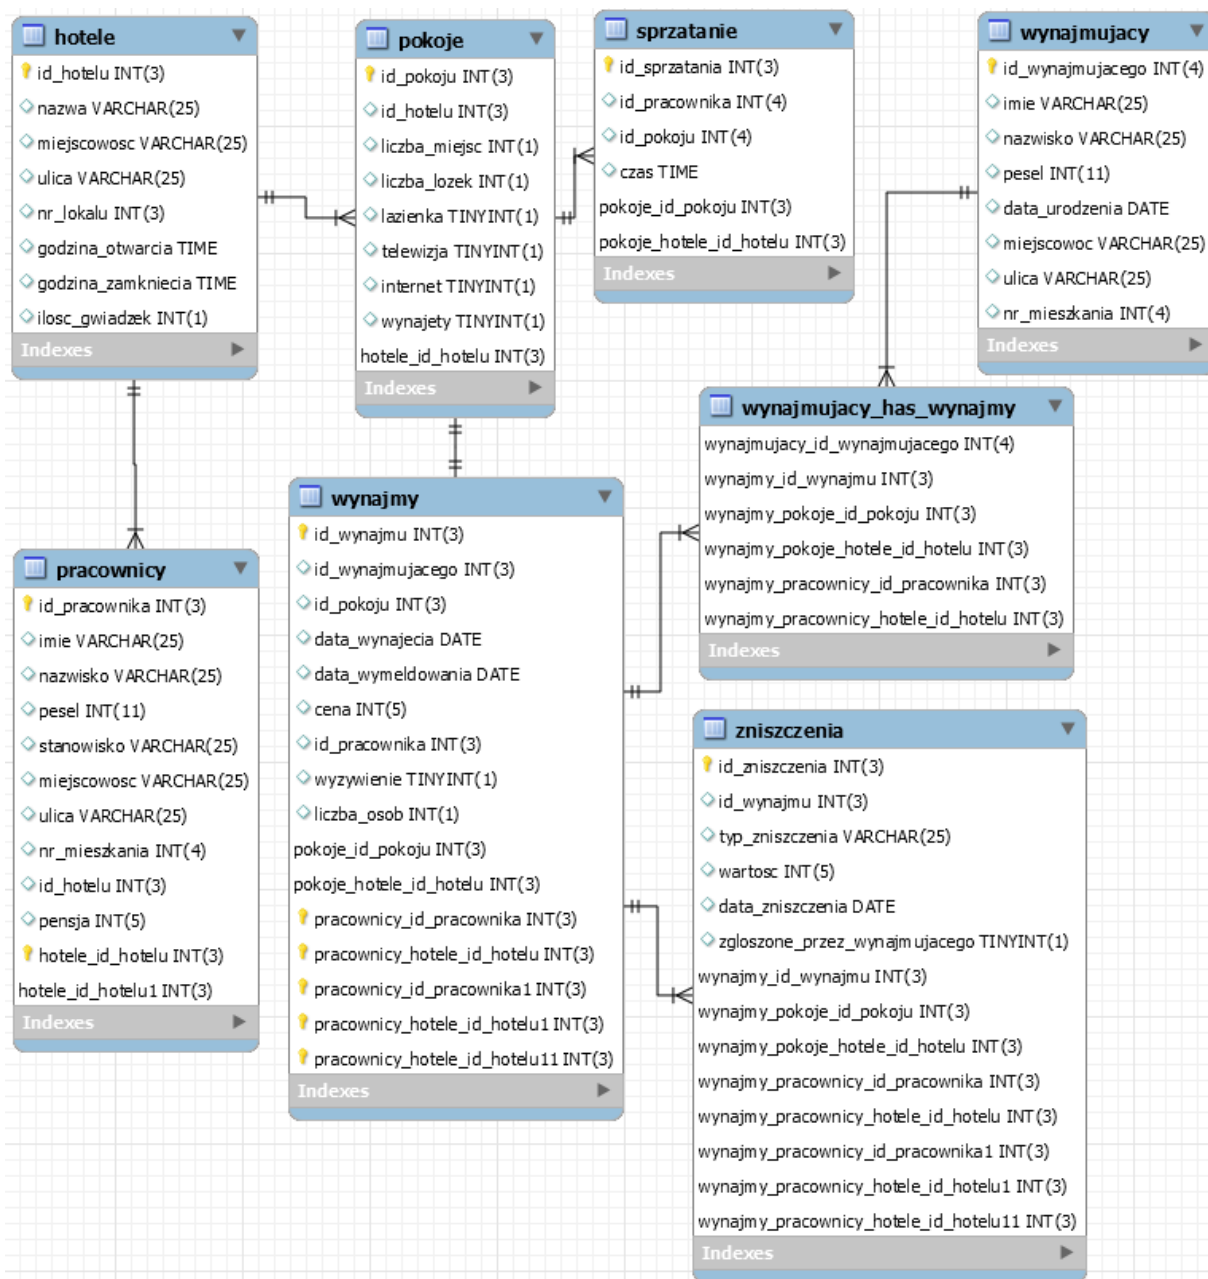 hotele
id_hotelu INT(3)
nazwa VARCHAR(25)
miejscowosc VARCHAR(25)
ulica VARCHAR(25)
nr_lokalu INT(3)
godzina_otwarcia TIME
godzina_zamkniecia TIME
ilosc_gwiadzek INT(1)
Indexes
pokoje
id_pokoju INT(3)
id_hotelu INT(3)
liczba_miejsc INT(1)
liczba_lozek INT(1)
lazienka TINYINT(1)
telewizja TINYINT(1)
internet TINYINT(1)
wynajety TINYINT(1)
hotele_id_hotelu INT(3)
Indexes
sprzatanie
id_sprzatania INT(3)
id_pracownika INT(4)
id_pokoju INT(4)
czas TIME
pokoje_id_pokoju INT(3)
pokoje_hotele_id_hotelu INT(3)
Indexes
wynajmujacy
id_wynajmujacego INT(4)
imie VARCHAR(25)
nazwisko VARCHAR(25)
pesel INT(11)
data_urodzenia DATE
miejscowoc VARCHAR(25)
ulica VARCHAR(25)
nr_mieszkania INT(4)
Indexes
wynajmujacy_has_wynajmy
wynajmujacy_id_wynajmujacego INT(4)
wynajmy_id_wynajmu INT(3)
wynajmy_pokoje_id_pokoju INT(3)
wynajmy_pokoje_hotele_id_hotelu INT(3)
wynajmy_pracownicy_id_pracownika INT(3)
wynajmy_pracownicy_hotele_id_hotelu INT(3)
Indexes
pracownicy
id_pracownika INT(3)
imie VARCHAR(25)
nazwisko VARCHAR(25)
pesel INT(11)
stanowisko VARCHAR(25)
miejscowosc VARCHAR(25)
ulica VARCHAR(25)
nr_mieszkania INT(4)
id_hotelu INT(3)
pensja INT(5)
hotele_id_hotelu INT(3)
hotele_id_hotelu1 INT(3)
Indexes
wynajmy
id_wynajmu INT(3)
id_wynajmujacego INT(3)
id_pokoju INT(3)
data_wynajecia DATE
data_wymeldowania DATE
cena INT(5)
id_pracownika INT(3)
wyzywienie TINYINT(1)
liczba_osob INT(1)
pokoje_id_pokoju INT(3)
pokoje_hotele_id_hotelu INT(3)
pracownicy_id_pracownika INT(3)
pracownicy_hotele_id_hotelu INT(3)
pracownicy_id_pracownika1 INT(3)
pracownicy_hotele_id_hotelu1 INT(3)
pracownicy_hotele_id_hotelu11 INT(3)
Indexes
zniszczenia
id_zniszczenia INT(3)
id_wynajmu INT(3)
typ_zniszczenia VARCHAR(25)
wartosc INT(5)
data_zniszczenia DATE
zgloszone_przez_wynajmujacego TINYINT(1)
wynajmy_id_wynajmu INT(3)
wynajmy_pokoje_id_pokoju INT(3)
wynajmy_pokoje_hotele_id_hotelu INT(3)
wynajmy_pracownicy_id_pracownika INT(3)
wynajmy_pracownicy_hotele_id_hotelu INT(3)
wynajmy_pracownicy_id_pracownika1 INT(3)
wynajmy_pracownicy_hotele_id_hotelu1 INT(3)
wynajmy_pracownicy_hotele_id_hotelu11 INT(3)
Indexes